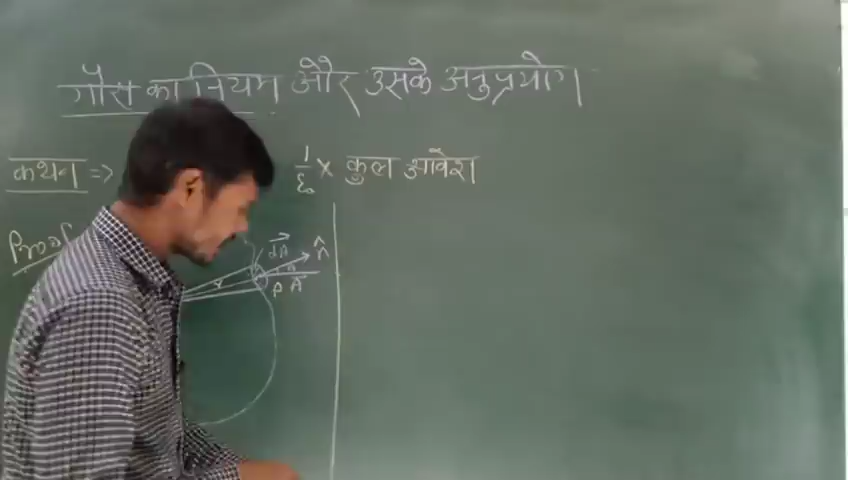 गौस का नियम और उसके अनुप्रयोग
कथन => 1/ε₀ × कुल आवेश
Proof
dA n̂
P